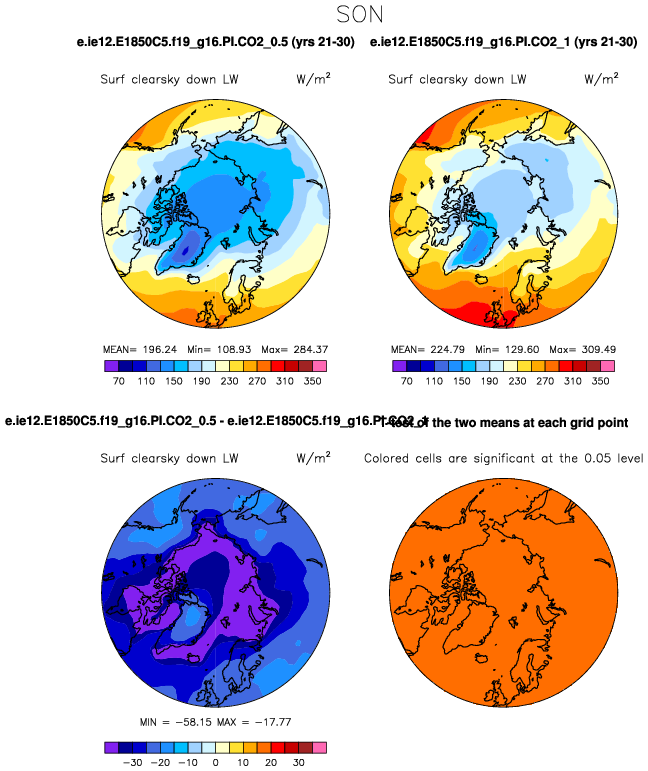 SON
e.ie12.E1850C5.f19_g16.PI.CO2_0.5 (yrs 21-30)
e.ie12.E1850C5.f19_g16.PI.CO2_1 (yrs 21-30)
Surf clearsky down LW W/m²
Surf clearsky down LW W/m²
MEAN= 196.24 Min= 108.93 Max= 284.37
MEAN= 224.79 Min= 129.60 Max= 309.49
70 110 150 190 230 270 310 350
70 110 150 190 230 270 310 350
e.ie12.E1850C5.f19_g16.PI.CO2_0.5 - e.ie12.E1850C5.f19_g16.PI.CO2_1
T-test of the two means at each grid point
Surf clearsky down LW W/m²
Colored cells are significant at the 0.05 level
MIN = −58.15 MAX = −17.77
−30 −20 −10 0 10 20 30